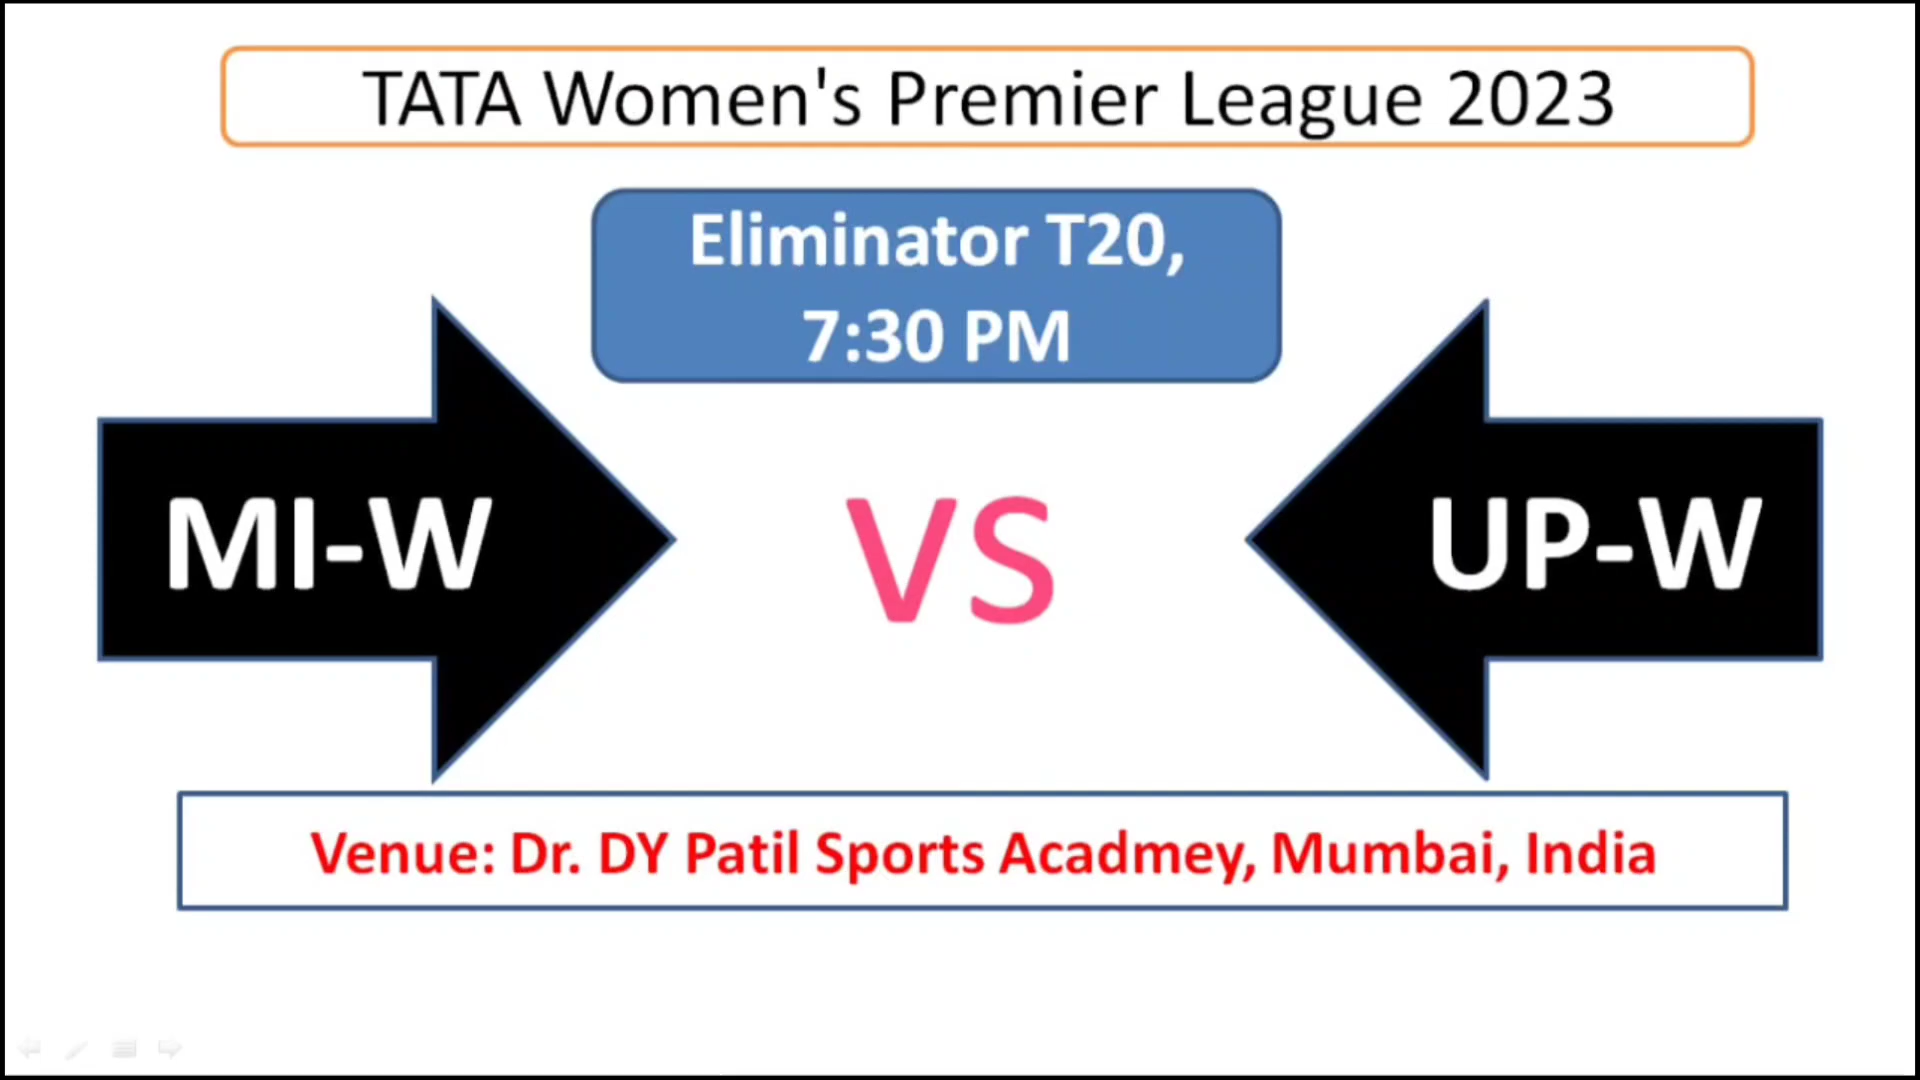 TATA Women's Premier League 2023
Eliminator T20,
7:30 PM
MI-W
VS
UP-W
Venue: Dr. DY Patil Sports Acadmey, Mumbai, India